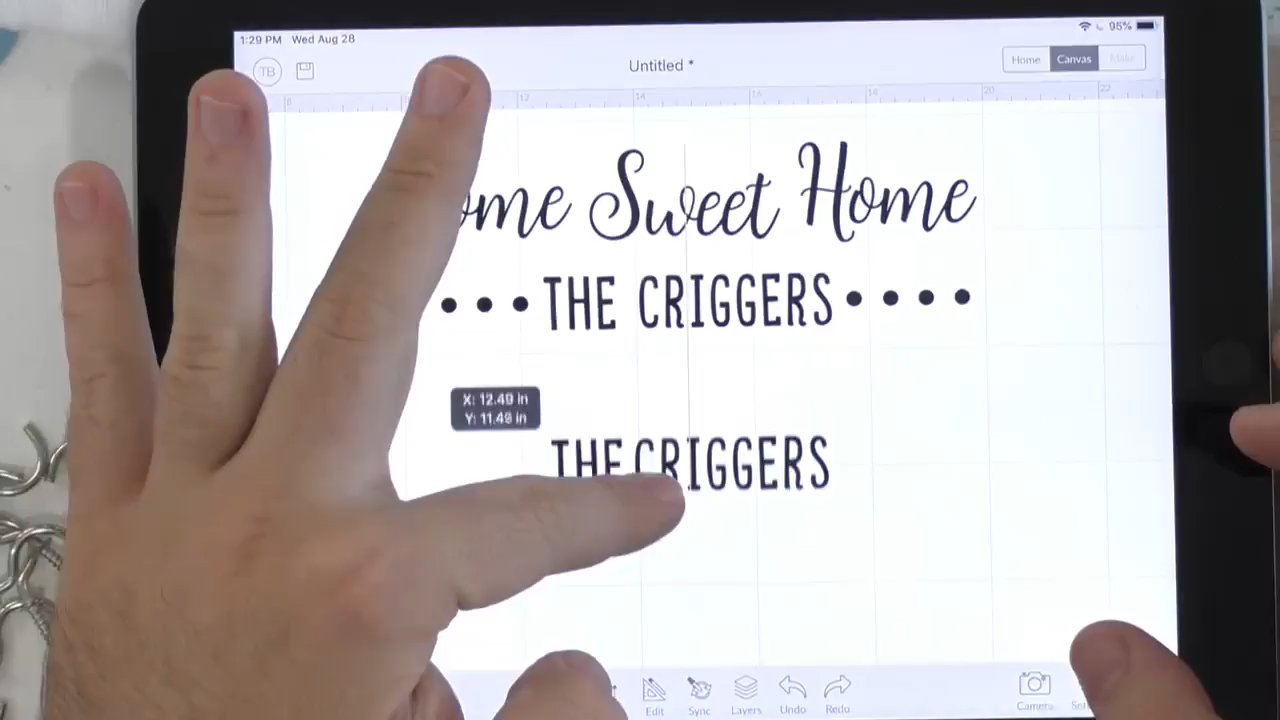 1:29 PM Wed Aug 28
95%
TB
Untitled *
Home Canvas Make
8 12 14 16 18 20 22
ome Sweet Home
• • • THE CRIGGERS • • • •
X: 12.49 in
Y: 11.48 in
THE CRIGGERS
Edit Sync Layers Undo Redo Camera